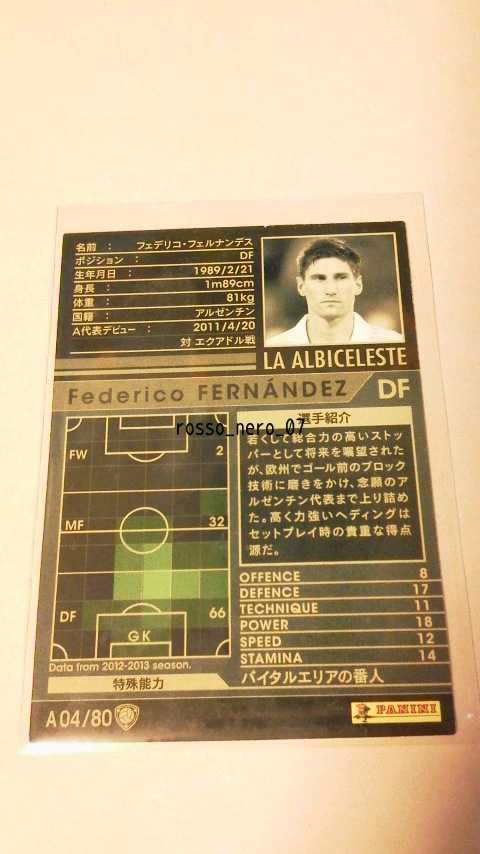 名前 : フェデリコ・フェルナンデス
ポジション : DF
生年月日 : 1989/2/21
身長 : 1m89cm
体重 : 81kg
国籍 : アルゼンチン
A代表デビュー : 2011/4/20
対 エクアドル戦
LA ALBICELESTE
Federico FERNÁNDEZ DF
rosso_nero_07
FW 2
MF 32
DF 66
GK
Data from 2012-2013 season.
選手紹介
若くして総合力の高いストッ
パーとして将来を嘱望された
が、欧州でゴール前のブロック
技術に磨きをかけ、念願のア
ルゼンチン代表まで上り詰め
た。高く力強いヘディングは
セットプレイ時の貴重な得点
源だ。
OFFENCE 8
DEFENCE 17
TECHNIQUE 11
POWER 18
SPEED 12
STAMINA 14
特殊能力 バイタルエリアの番人
A04/80
PANINI